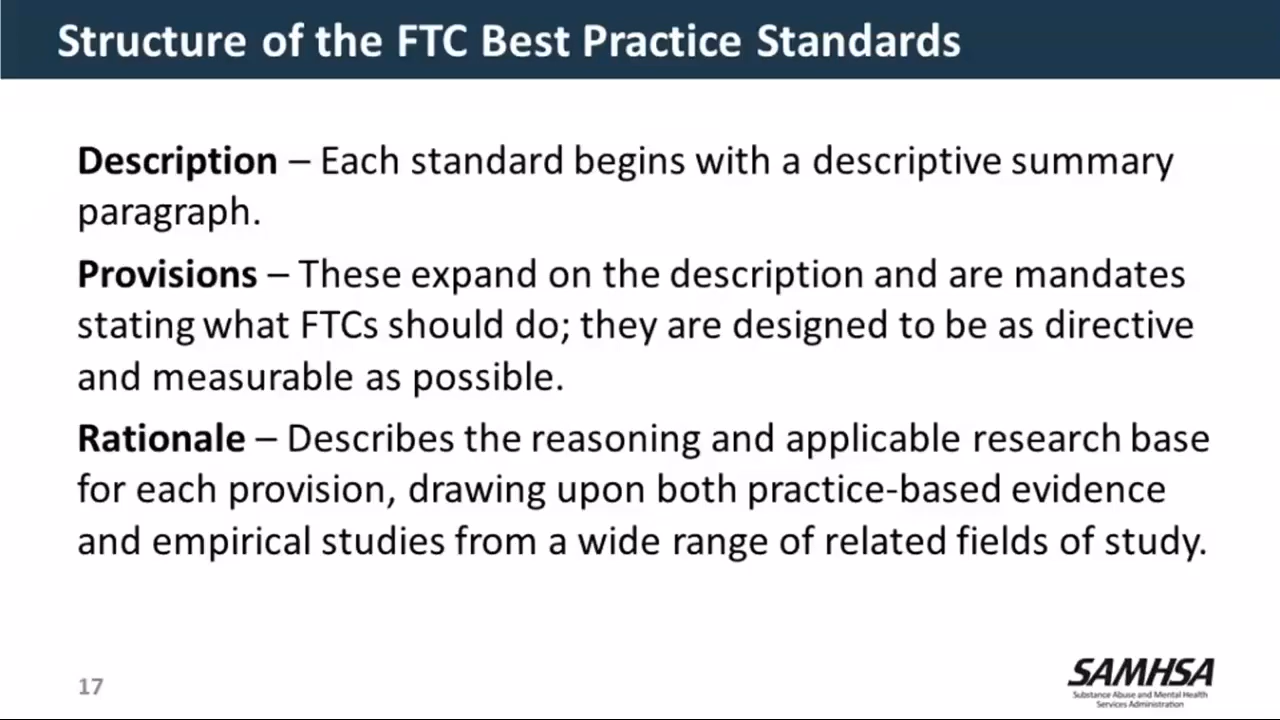 Structure of the FTC Best Practice Standards
Description – Each standard begins with a descriptive summary
paragraph.
Provisions – These expand on the description and are mandates
stating what FTCs should do; they are designed to be as directive
and measurable as possible.
Rationale – Describes the reasoning and applicable research base
for each provision, drawing upon both practice-based evidence
and empirical studies from a wide range of related fields of study.
17
SAMHSA
Substance Abuse and Mental Health
Services Administration